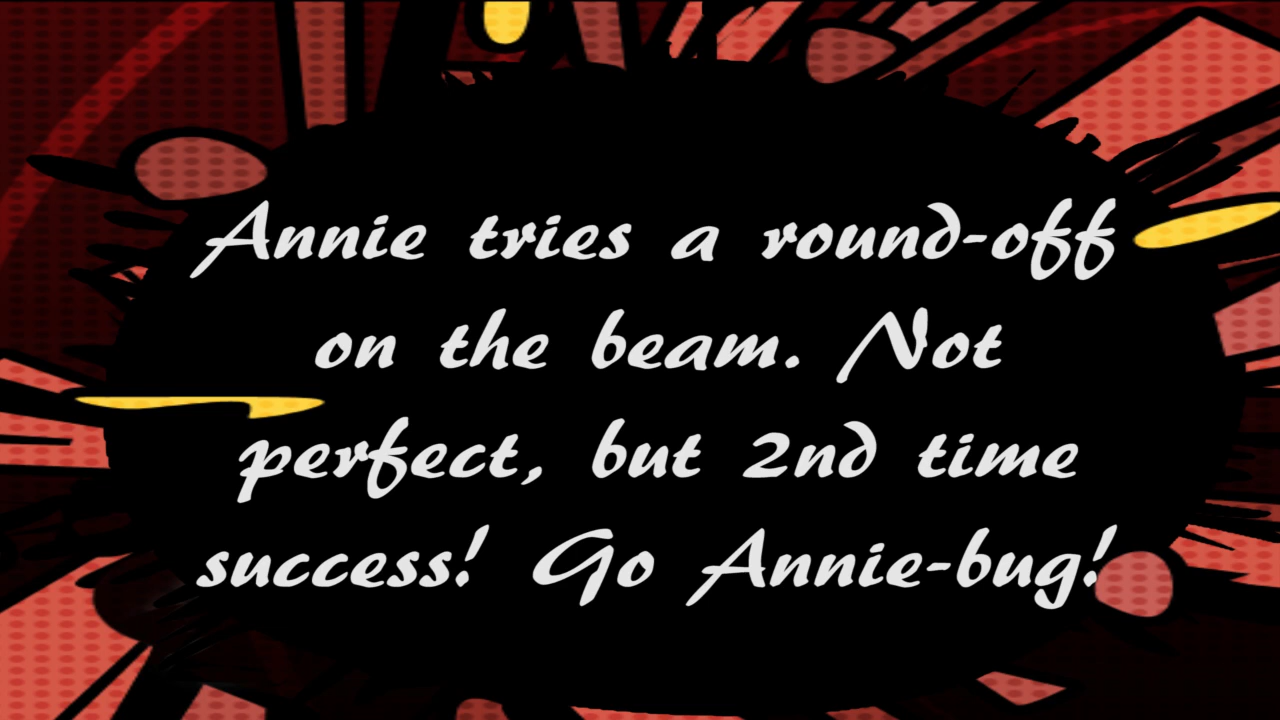 Annie tries a round-off
on the beam. Not
perfect, but 2nd time
success! Go Annie-bug!